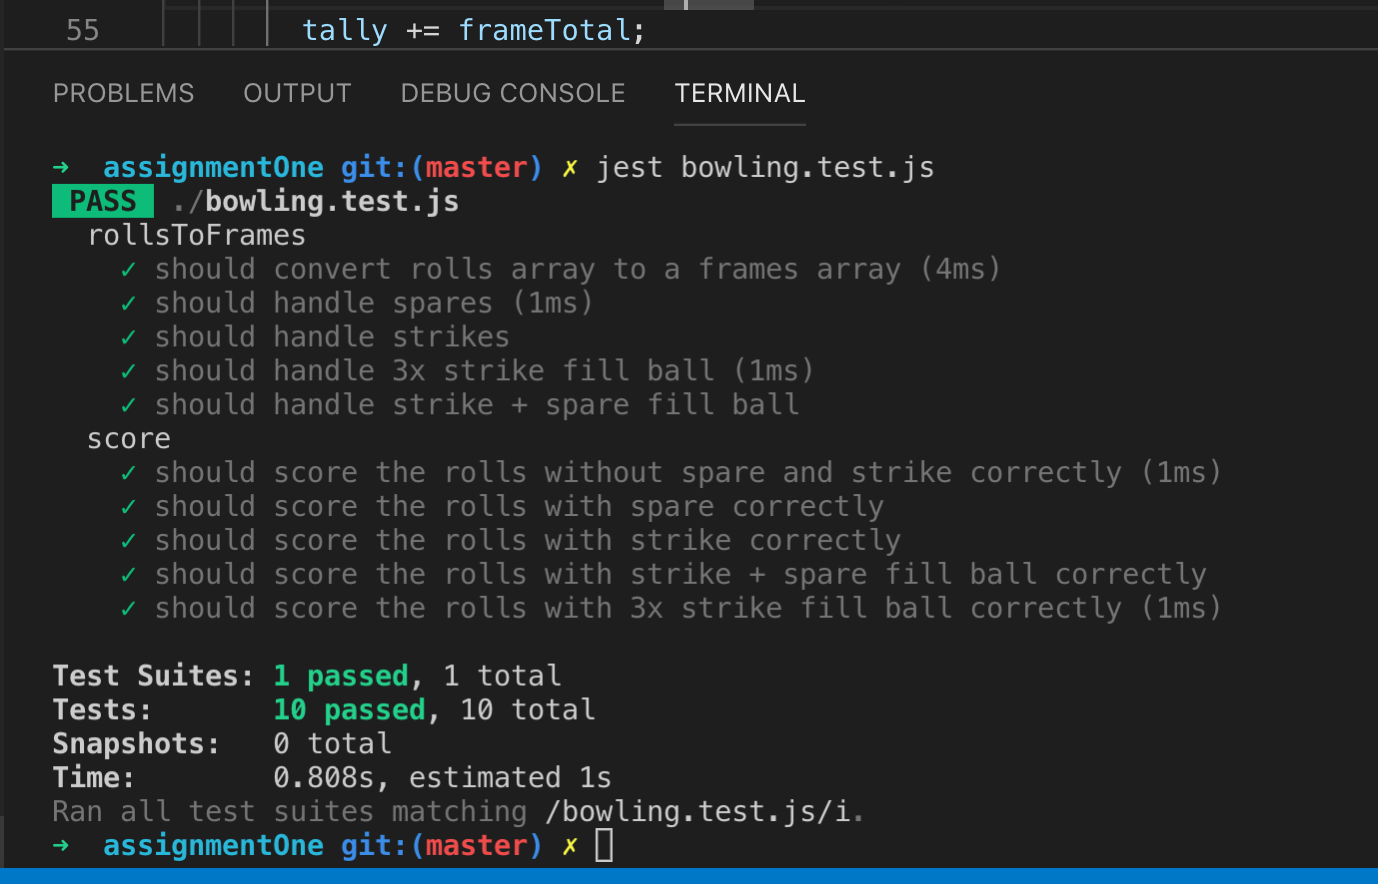 55 tally += frameTotal;
PROBLEMS OUTPUT DEBUG CONSOLE TERMINAL
→ assignmentOne git:(master) ✗ jest bowling.test.js
PASS ./bowling.test.js
rollsToFrames
✓ should convert rolls array to a frames array (4ms)
✓ should handle spares (1ms)
✓ should handle strikes
✓ should handle 3x strike fill ball (1ms)
✓ should handle strike + spare fill ball
score
✓ should score the rolls without spare and strike correctly (1ms)
✓ should score the rolls with spare correctly
✓ should score the rolls with strike correctly
✓ should score the rolls with strike + spare fill ball correctly
✓ should score the rolls with 3x strike fill ball correctly (1ms)
Test Suites: 1 passed, 1 total
Tests: 10 passed, 10 total
Snapshots: 0 total
Time: 0.808s, estimated 1s
Ran all test suites matching /bowling.test.js/i.
→ assignmentOne git:(master) ✗